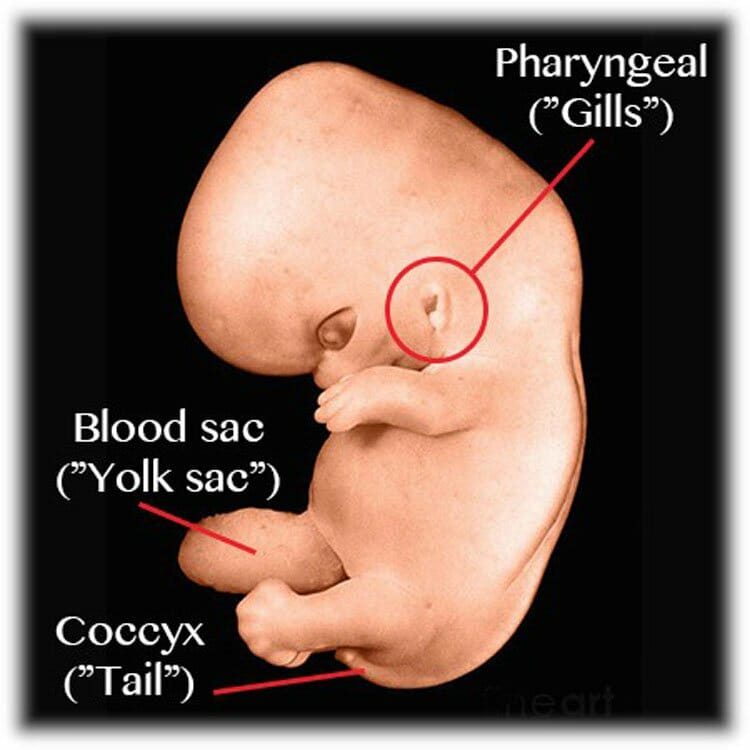 Pharyngeal
("Gills")
Blood sac
("Yolk sac")
Coccyx
("Tail")